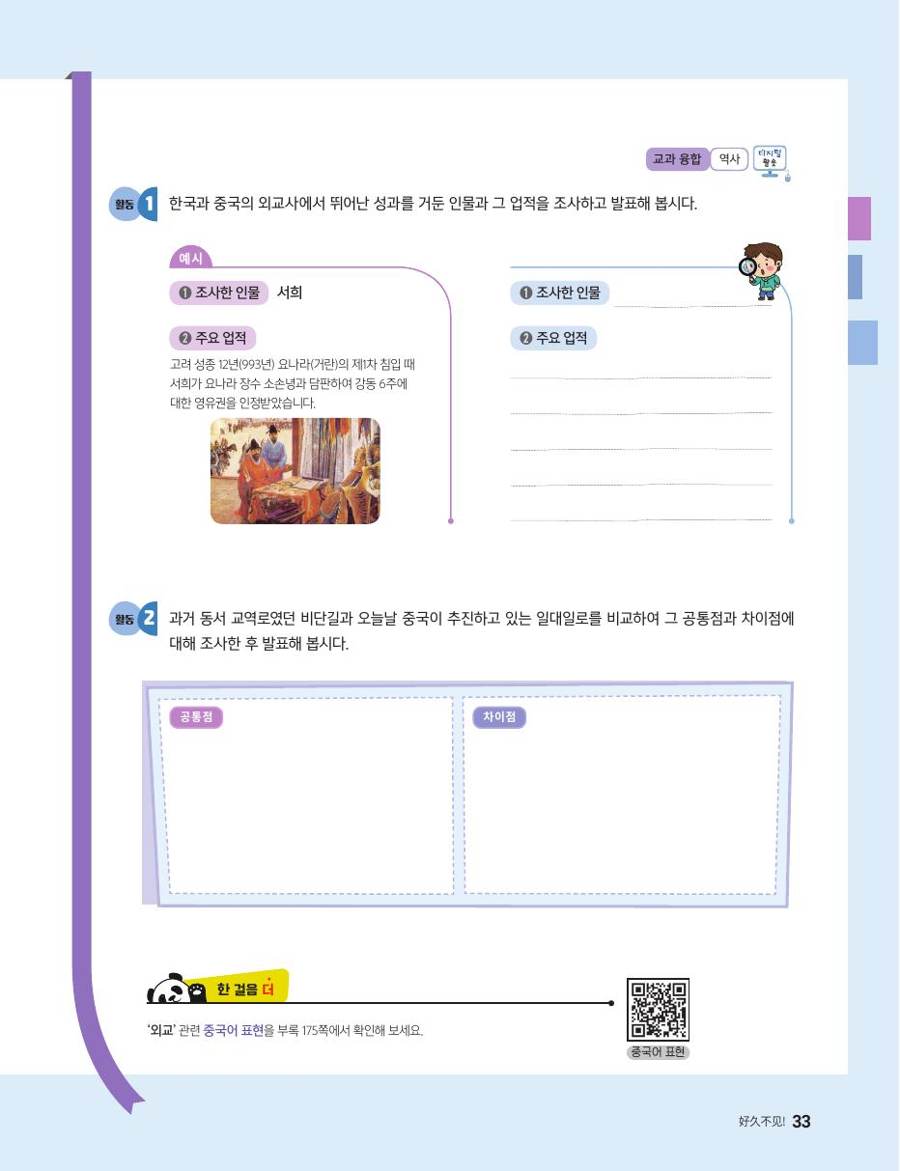 교과 융합 역사 디지털
활용
활동 1 한국과 중국의 외교사에서 뛰어난 성과를 거둔 인물과 그 업적을 조사하고 발표해 봅시다.
예시
❶ 조사한 인물 서희
❷ 주요 업적
고려 성종 12년(993년) 요나라(거란)의 제1차 침입 때
서희가 요나라 장수 소손녕과 담판하여 강동 6주에
대한 영유권을 인정받았습니다.
❶ 조사한 인물
❷ 주요 업적
활동 2 과거 동서 교역로였던 비단길과 오늘날 중국이 추진하고 있는 일대일로를 비교하여 그 공통점과 차이점에
대해 조사한 후 발표해 봅시다.
공통점
차이점
한 걸음 더
‘외교’ 관련 중국어 표현을 부록 175쪽에서 확인해 보세요.
중국어 표현
好久不见! 33